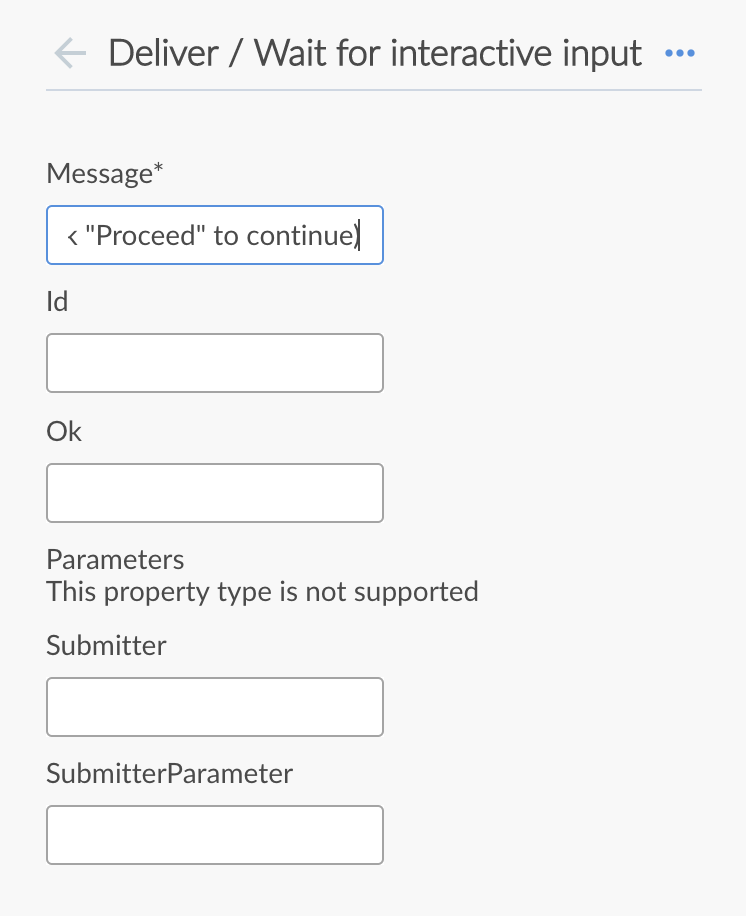 Deliver / Wait for interactive input
Message*
"Proceed" to continue)
Id
Ok
Parameters
This property type is not supported
Submitter
SubmitterParameter